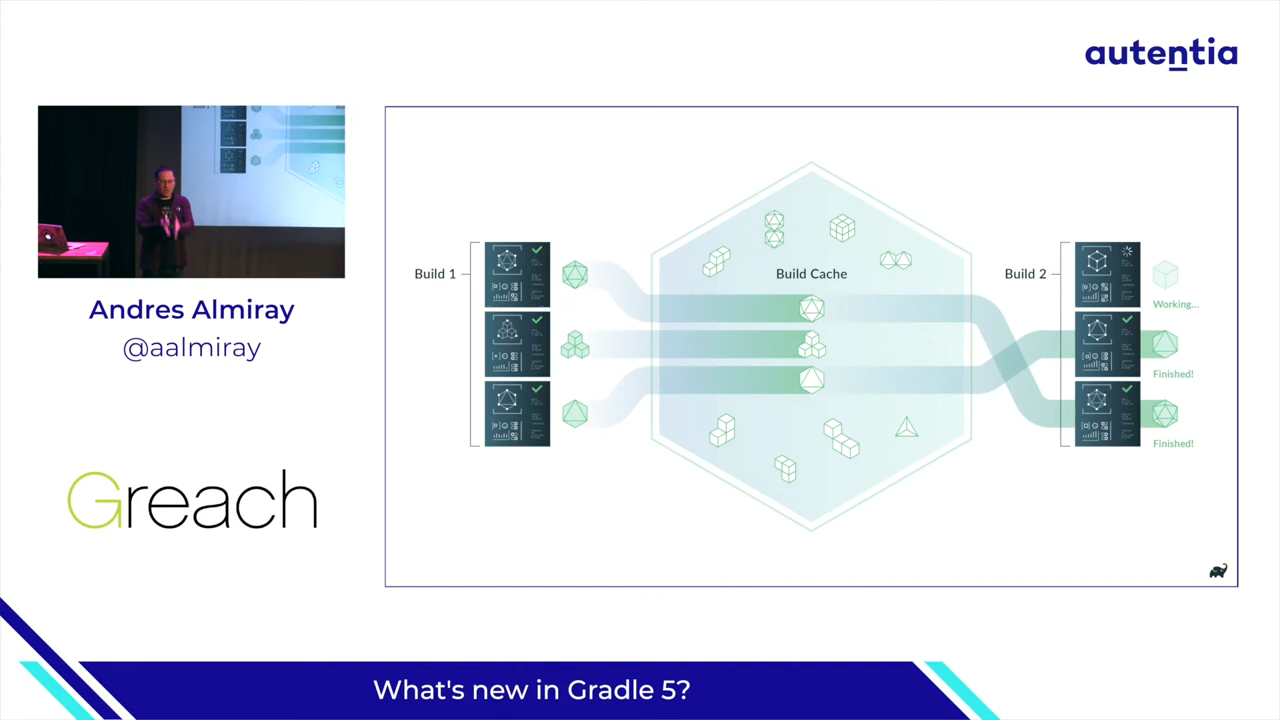 autentia
Build 1
Build Cache
Build 2
Working...
Finished!
Finished!
Andres Almiray
@aalmiray
Greach
What's new in Gradle 5?